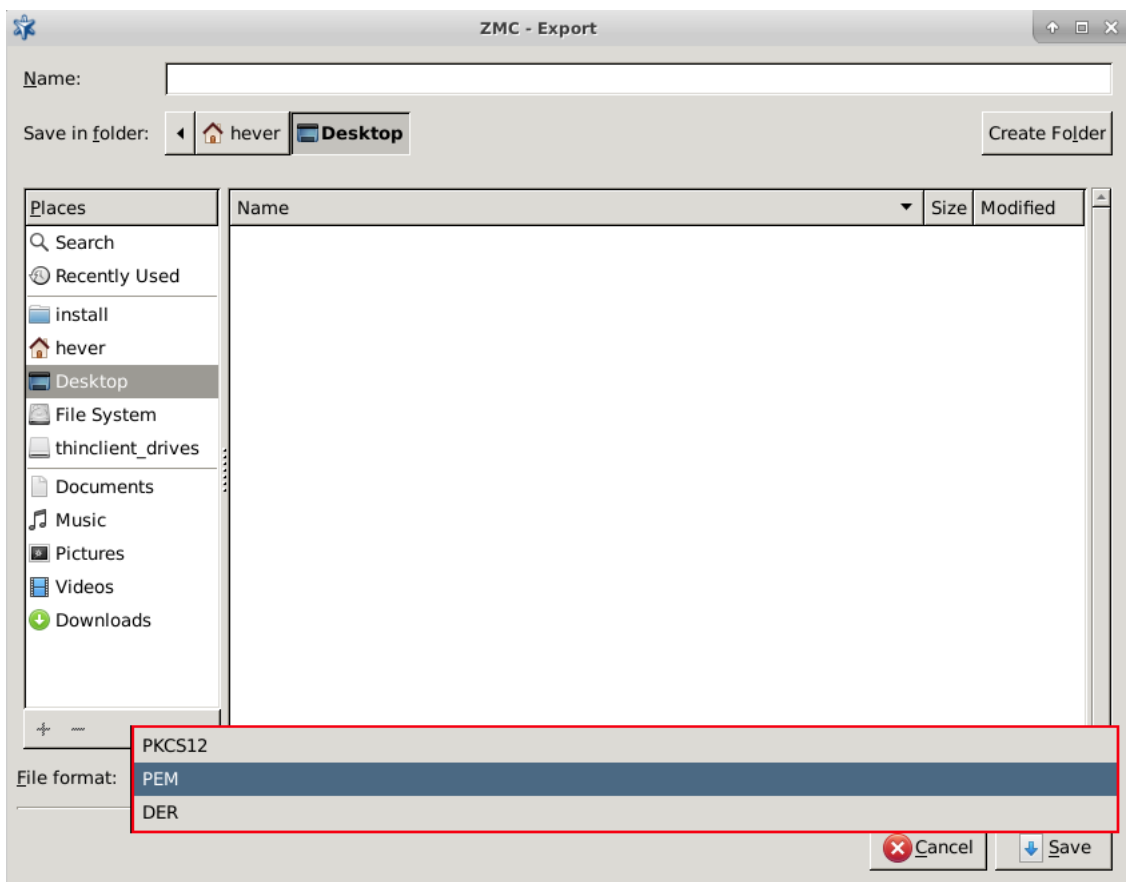 ZMC - Export
Name:
Save in folder: hever Desktop Create Folder
Places Name Size Modified
Search
Recently Used
install
hever
Desktop
File System
thinclient_drives
Documents
Music
Pictures
Videos
Downloads
PKCS12
File format: PEM
DER
Cancel Save